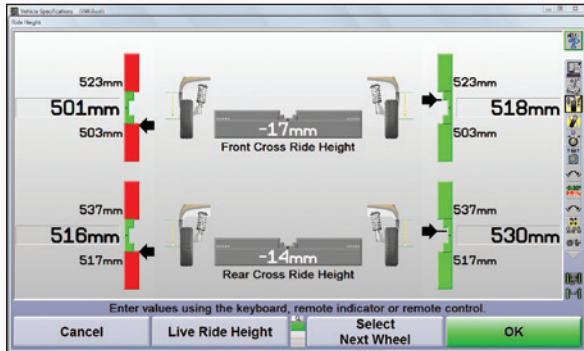 Vehicle Specifications (VW/Audi)
Ride Height
523mm
501mm
503mm
-17mm
Front Cross Ride Height
523mm
518mm
503mm
537mm
516mm
517mm
-14mm
Rear Cross Ride Height
537mm
530mm
517mm
Enter values using the keyboard, remote indicator or remote control.
Cancel
Live Ride Height
Select
Next Wheel
OK